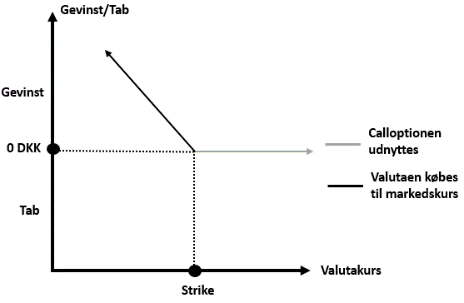 Gevinst/Tab
Gevinst
0 DKK
Tab
Calloptionen
udnyttes
Valutaen købes
til markedskurs
Valutakurs
Strike